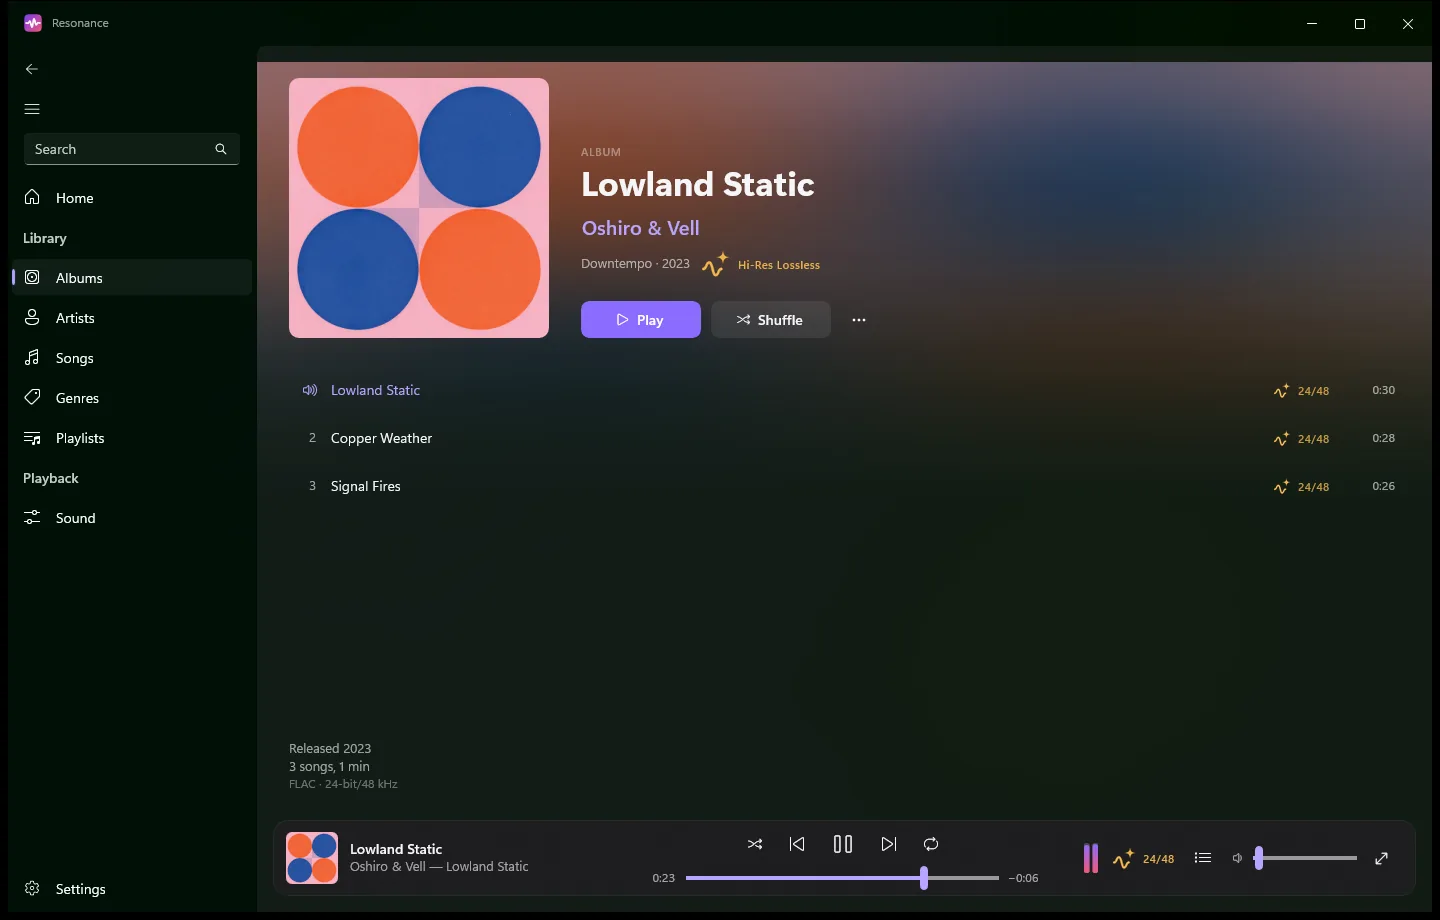 Resonance
Search
Home
Library
Albums
Artists
Songs
Genres
Playlists
Playback
Sound
Settings
ALBUM
Lowland Static
Oshiro & Vell
Downtempo · 2023 Hi-Res Lossless
Play Shuffle
Lowland Static 24/48 0:30
2 Copper Weather 24/48 0:28
3 Signal Fires 24/48 0:26
Released 2023
3 songs, 1 min
FLAC · 24-bit/48 kHz
Lowland Static
Oshiro & Vell — Lowland Static
0:23 −0:06
24/48